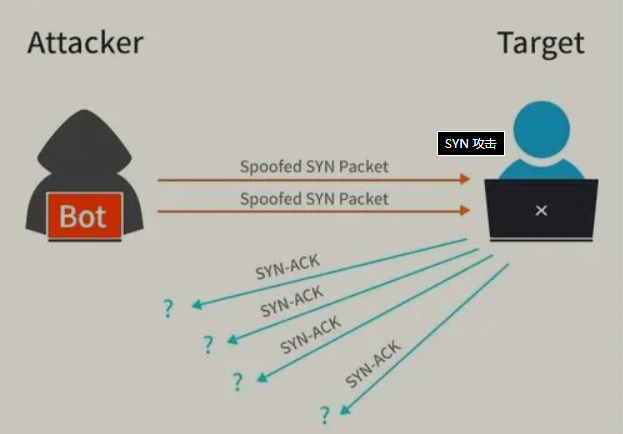 Attacker
Target
SYN 攻击
Spoofed SYN Packet
Spoofed SYN Packet
Bot
SYN-ACK
?
SYN-ACK
?
SYN-ACK
?
SYN-ACK
?